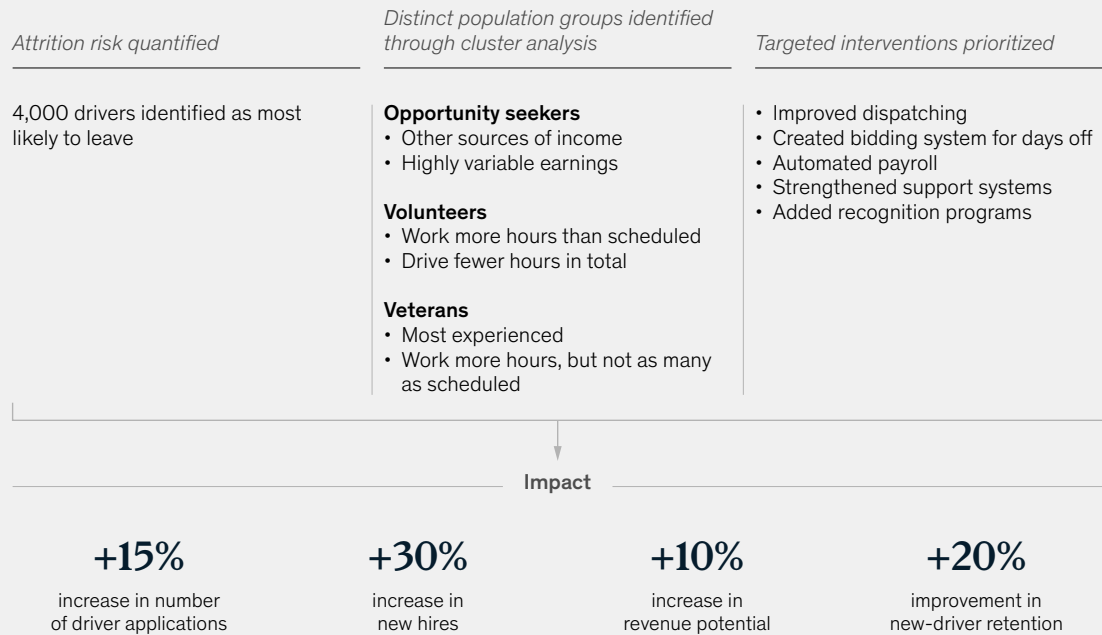 Attrition risk quantified
Distinct population groups identified
through cluster analysis
Targeted interventions prioritized
4,000 drivers identified as most
likely to leave
Opportunity seekers
• Other sources of income
• Highly variable earnings
Volunteers
• Work more hours than scheduled
• Drive fewer hours in total
Veterans
• Most experienced
• Work more hours, but not as many
as scheduled
• Improved dispatching
• Created bidding system for days off
• Automated payroll
• Strengthened support systems
• Added recognition programs
Impact
+15%
increase in number
of driver applications
+30%
increase in
new hires
+10%
increase in
revenue potential
+20%
improvement in
new-driver retention